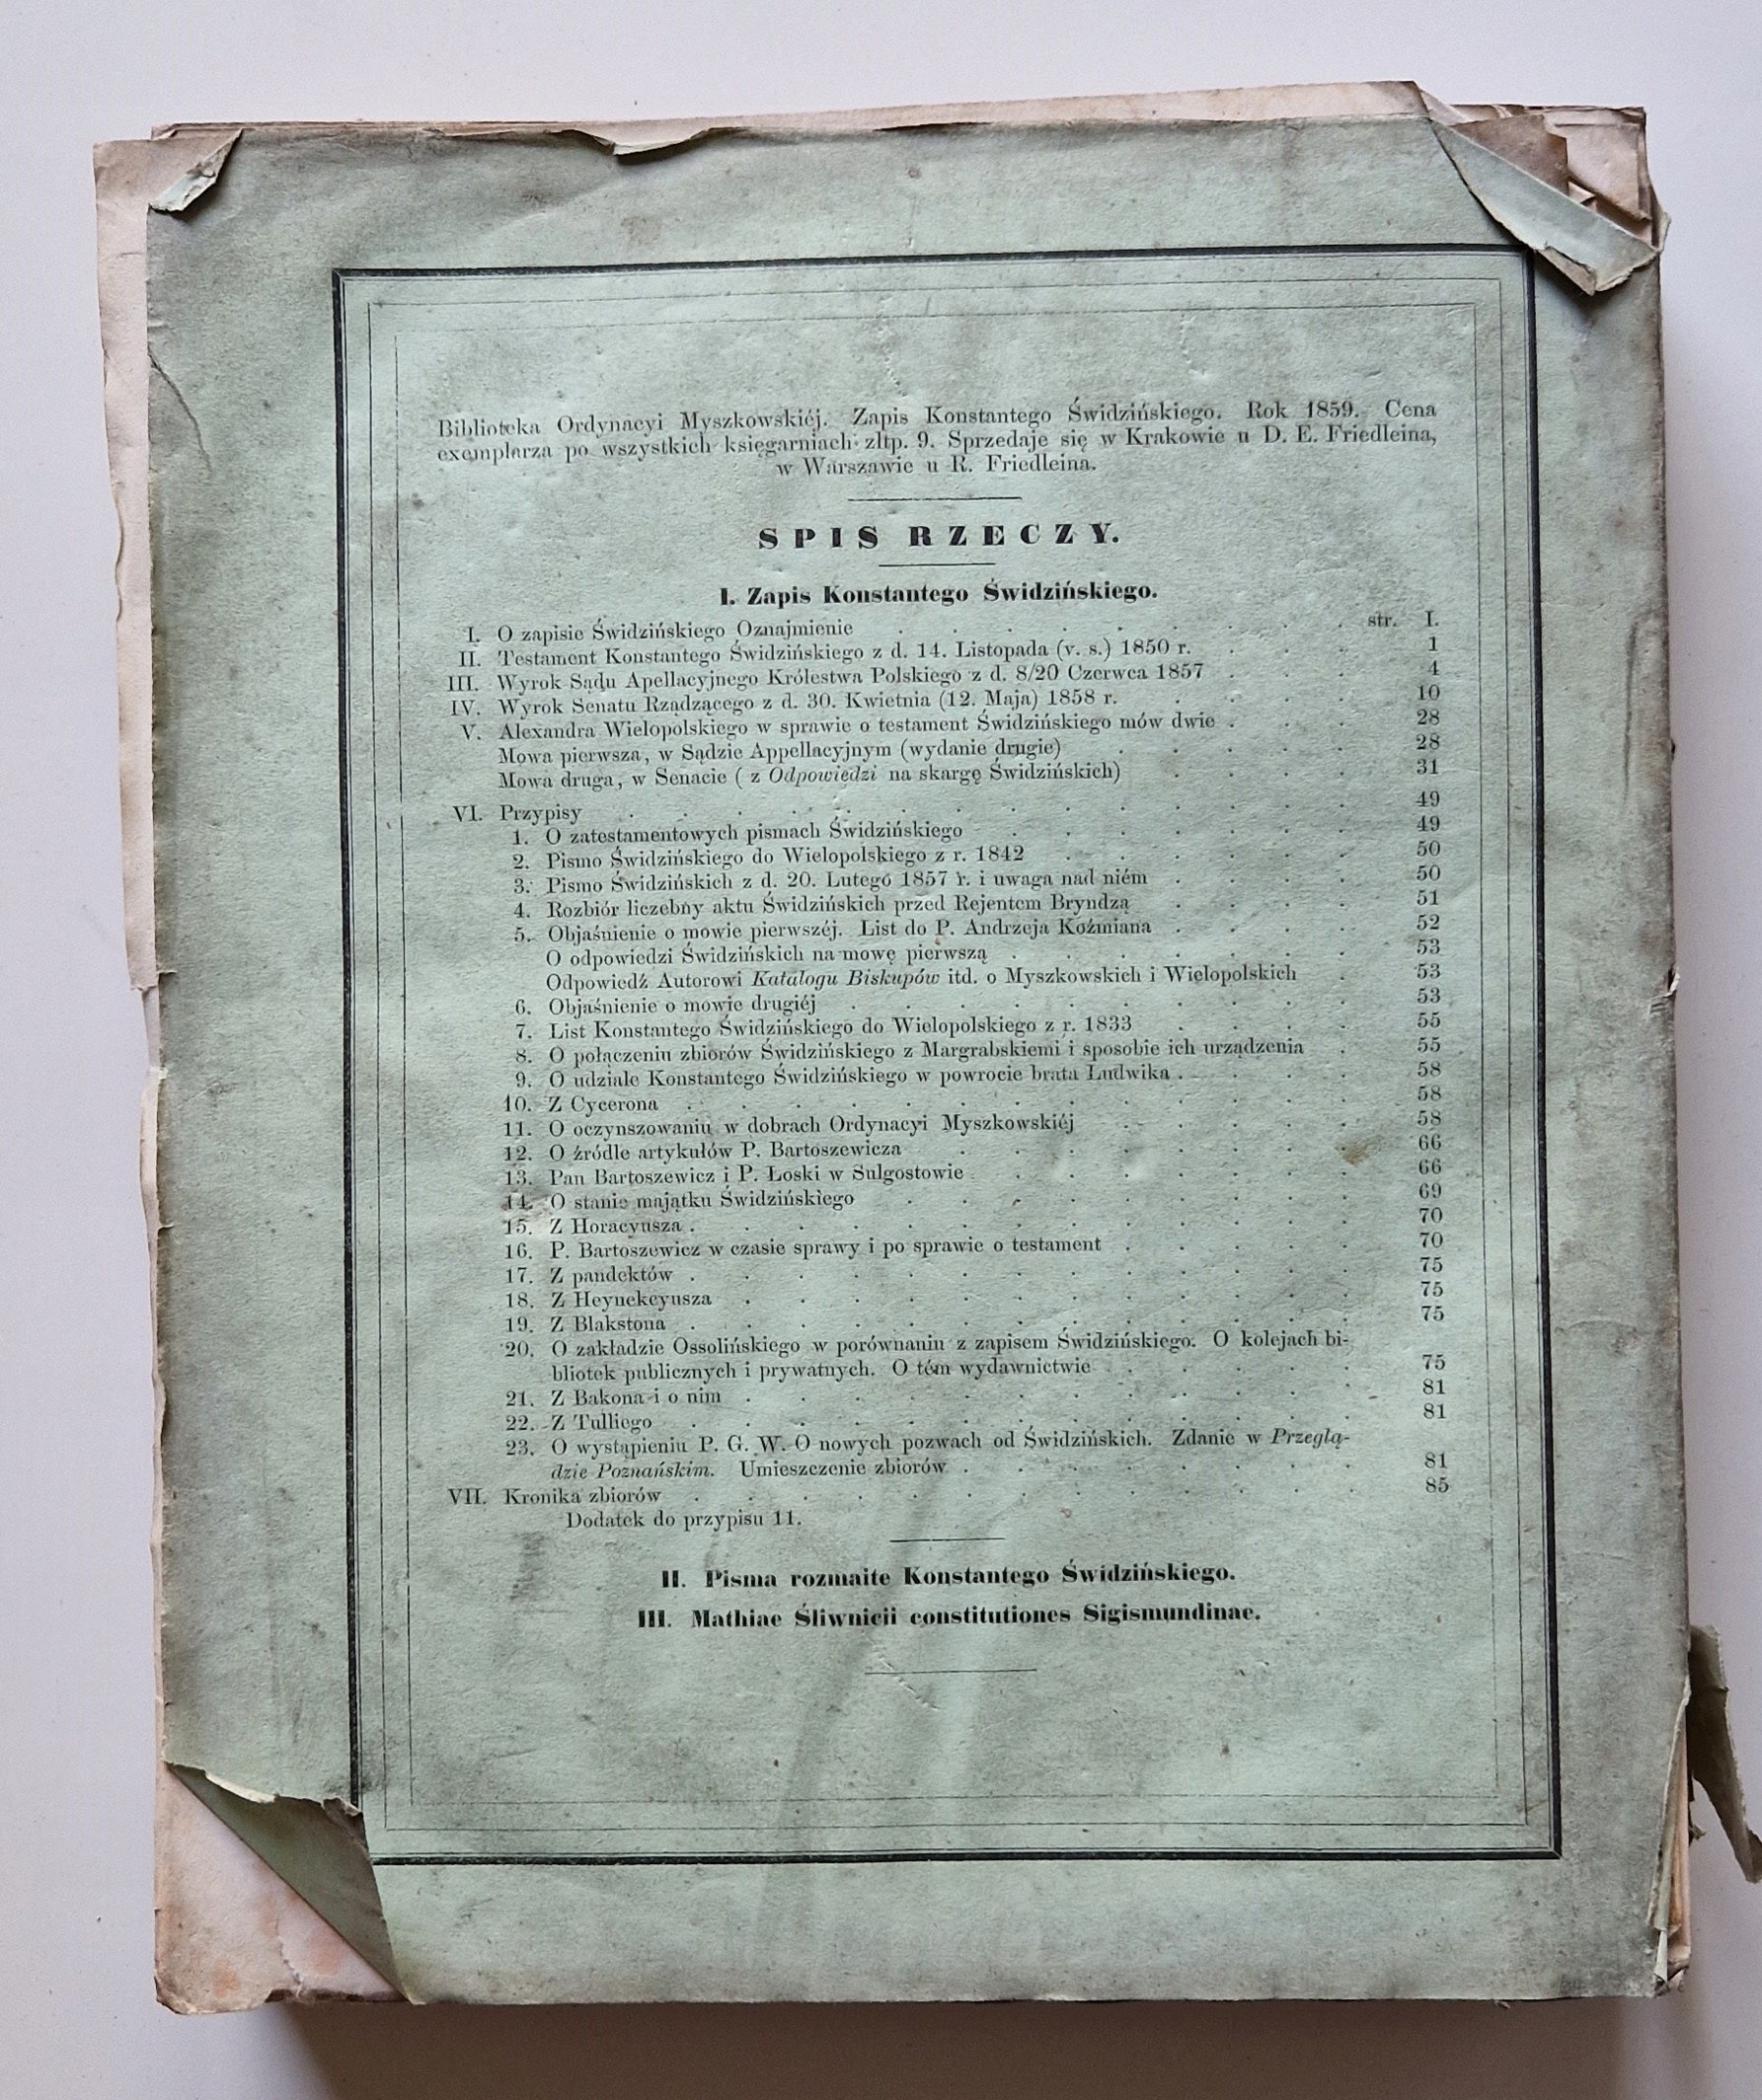 Biblioteka Ordynacyi Myszkowskiéj. Zapis Konstantego Świdzińskiego. Rok 1859. Cena
exemplarza po wszystkich księgarniach złtp. 9. Sprzedaje się w Krakowie u D. E. Friedleina,
w Warszawie u R. Friedleina.
SPIS RZECZY.
I. Zapis Konstantego Świdzińskiego.
I. O zapisie Świdzińskiego Oznajmienie . . . . . . . . . str. I.
II. Testament Konstantego Świdzińskiego z d. 14. Listopada (v. s.) 1850 r. . . . 1
III. Wyrok Sądu Apellacyjnego Królestwa Polskiego z d. 8/20 Czerwca 1857 . . . 4
IV. Wyrok Senatu Rządzącego z d. 30. Kwietnia (12. Maja) 1858 r. . . . . 10
V. Alexandra Wielopolskiego w sprawie o testament Świdzińskiego mów dwie . . . 28
Mowa pierwsza, w Sądzie Appellacyjnym (wydanie drugie) . . . . . 28
Mowa druga, w Senacie ( z Odpowiedzi na skargę Świdzińskich) . . . . 31
VI. Przypisy . . . . . . . . . . . . . . 49
1. O zatestamentowych pismach Świdzińskiego . . . . . . . 49
2. Pismo Świdzińskiego do Wielopolskiego z r. 1842 . . . . . . 50
3. Pismo Świdzińskich z d. 20. Lutego 1857 r. i uwaga nad niém . . . . 50
4. Rozbiór liczebny aktu Świdzińskich przed Rejentem Bryndzą . . . . 51
5. Objaśnienie o mowie pierwszéj. List do P. Andrzeja Koźmiana . . . . 52
O odpowiedzi Świdzińskich na mowę pierwszą . . . . . . . 53
Odpowiedź Autorowi Katalogu Biskupów itd. o Myszkowskich i Wielopolskich . 53
6. Objaśnienie o mowie drugiéj . . . . . . . . . . 53
7. List Konstantego Świdzińskiego do Wielopolskiego z r. 1833 . . . . 55
8. O połączeniu zbiorów Świdzińskiego z Margrabskiemi i sposobie ich urządzenia . 55
9. O udziale Konstantego Świdzińskiego w powrocie brata Ludwika . . . . 58
10. Z Cycerona . . . . . . . . . . . . . 58
11. O oczynszowaniu w dobrach Ordynacyi Myszkowskiéj . . . . . 58
12. O źródle artykułów P. Bartoszewicza . . . . . . . . 66
13. Pan Bartoszewicz i P. Łoski w Sulgostowie . . . . . . . 66
14. O stanie majątku Świdzińskiego . . . . . . . . . 69
15. Z Horacyusza . . . . . . . . . . . . . 70
16. P. Bartoszewicz w czasie sprawy i po sprawie o testament . . . . . 70
17. Z pandektów . . . . . . . . . . . . . 75
18. Z Heynekcyusza . . . . . . . . . . . . 75
19. Z Blakstona . . . . . . . . . . . . . 75
20. O zakładzie Ossolińskiego w porównaniu z zapisem Świdzińskiego. O kolejach bi-
bliotek publicznych i prywatnych. O tém wydawnictwie . . . . . 75
21. Z Bakona i o nim . . . . . . . . . . . . 81
22. Z Tulliego . . . . . . . . . . . . . 81
23. O wystąpieniu P. G. W. O nowych pozwach od Świdzińskich. Zdanie w Przeglą-
dzie Poznańskim. Umieszczenie zbiorów . . . . . . . . 81
VII. Kronika zbiorów . . . . . . . . . . . . . 85
Dodatek do przypisu 11.
II. Pisma rozmaite Konstantego Świdzińskiego.
III. Mathiae Śliwnicii constitutiones Sigismundinae.